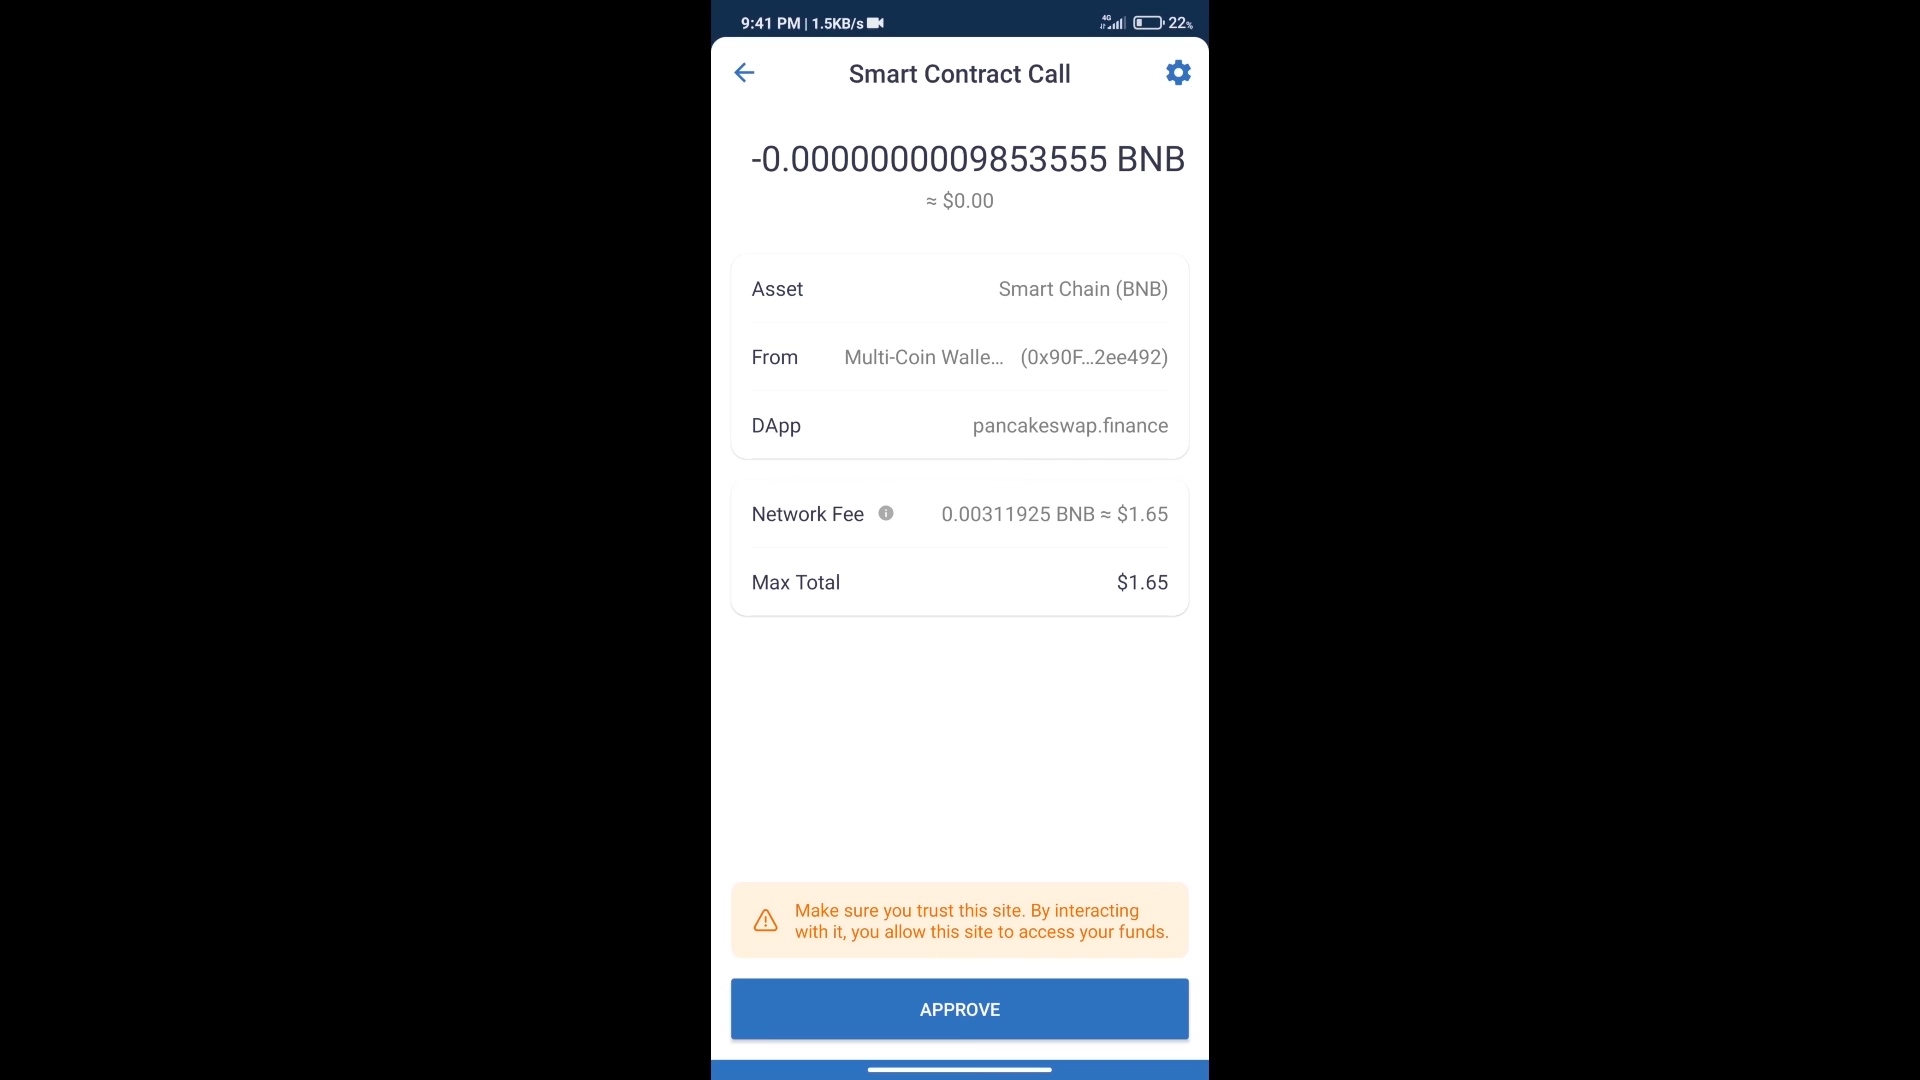 9:41 PM | 1.5KB/s 4G 22%
Smart Contract Call
-0.0000000009853555 BNB
≈ $0.00
Asset Smart Chain (BNB)
From Multi-Coin Walle... (0x90F...2ee492)
DApp pancakeswap.finance
Network Fee 0.00311925 BNB ≈ $1.65
Max Total $1.65
Make sure you trust this site. By interacting
with it, you allow this site to access your funds.
APPROVE